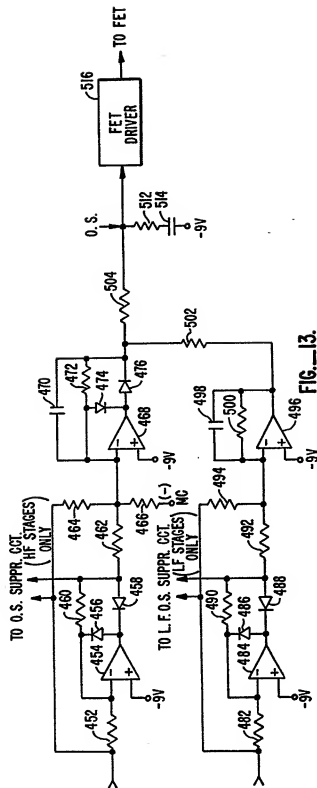 TO FET
516
FET
DRIVER
O. S.
512
514
-9V
504
502
470
472
474
476
468
-9V
498
500
496
-9V
TO O.S. SUPPR. CCT.
(HF STAGES
ONLY)
464
462
466
(-)
MC
460
456
458
454
452
-9V
TO L.F. O.S. SUPPR. CCT.
(LF STAGES
ONLY)
494
492
490
486
488
484
482
-9V
FIG._13.